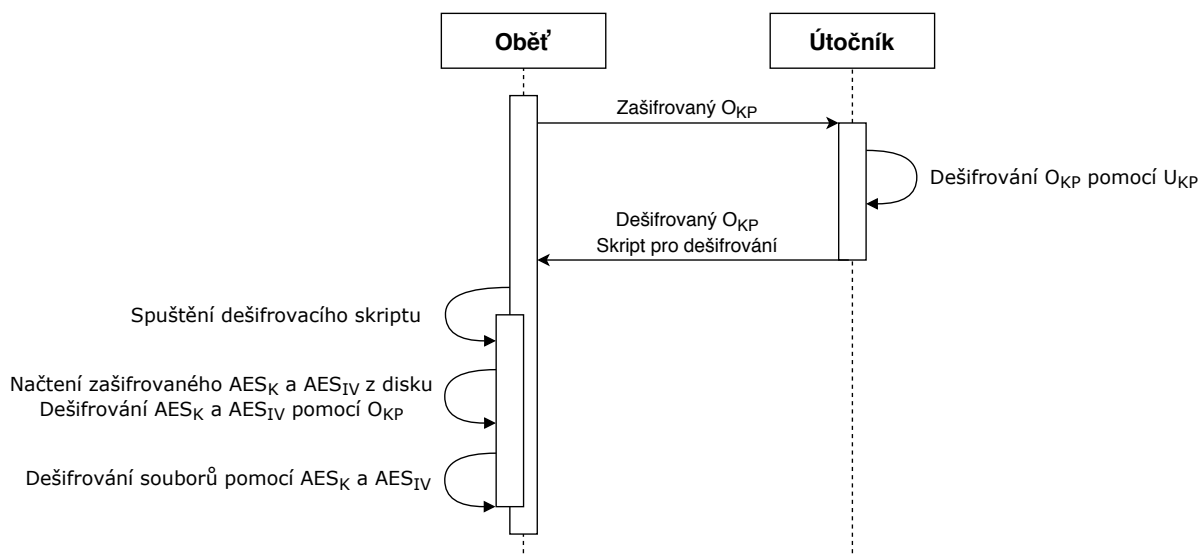 Oběť
Útočník
Zašifrovaný OKP
Dešifrování OKP pomocí UKP
Dešifrovaný OKP
Skript pro dešifrování
Spuštění dešifrovacího skriptu
Načtení zašifrovaného AESK a AESIV z disku
Dešifrování AESK a AESIV pomocí OKP
Dešifrování souborů pomocí AESK a AESIV